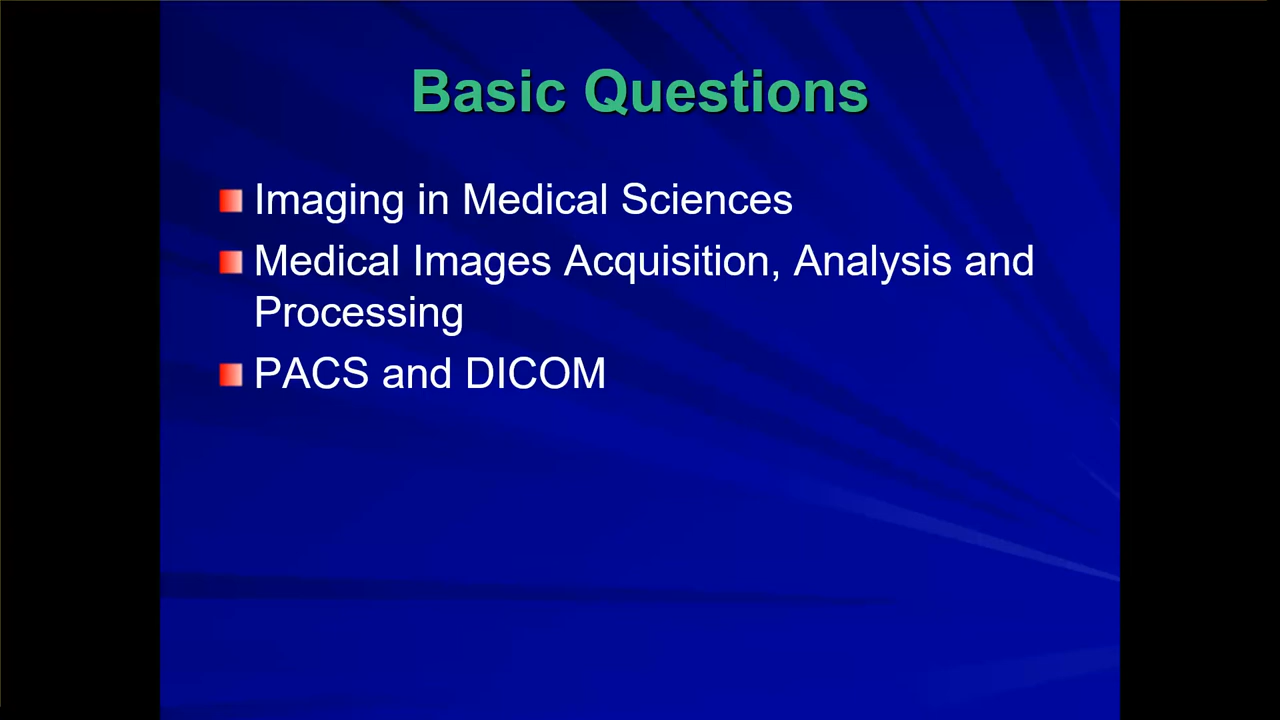 Basic Questions
Imaging in Medical Sciences
Medical Images Acquisition, Analysis and
Processing
PACS and DICOM